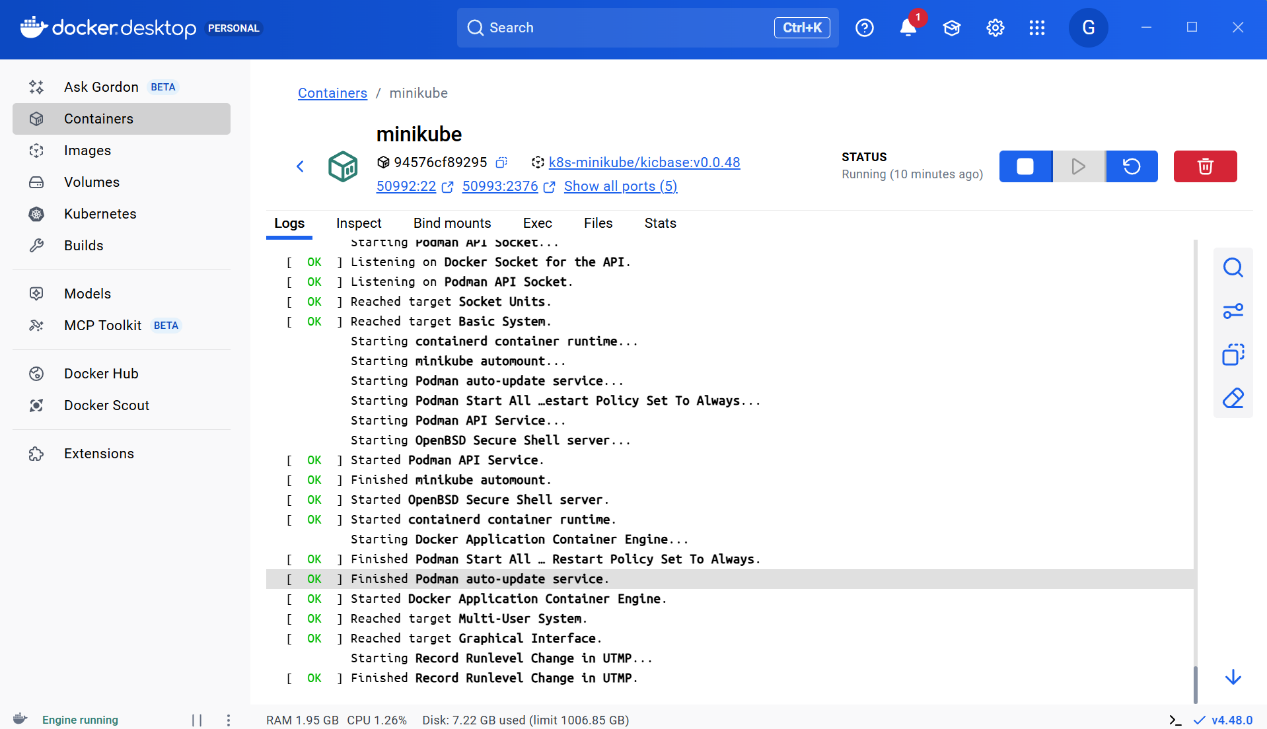 docker.desktop PERSONAL Search Ctrl+K 1 G
Ask Gordon BETA
Containers
Images
Volumes
Kubernetes
Builds
Models
MCP Toolkit BETA
Docker Hub
Docker Scout
Extensions
Containers / minikube
minikube
94576cf89295 k8s-minikube/kicbase:v0.0.48
50992:22 50993:2376 Show all ports (5)
STATUS
Running (10 minutes ago)
Logs Inspect Bind mounts Exec Files Stats
Starting Podman API Socket...
[ OK ] Listening on Docker Socket for the API.
[ OK ] Listening on Podman API Socket.
[ OK ] Reached target Socket Units.
[ OK ] Reached target Basic System.
Starting containerd container runtime...
Starting minikube automount...
Starting Podman auto-update service...
Starting Podman Start All …estart Policy Set To Always...
Starting Podman API Service...
Starting OpenBSD Secure Shell server...
[ OK ] Started Podman API Service.
[ OK ] Finished minikube automount.
[ OK ] Started OpenBSD Secure Shell server.
[ OK ] Started containerd container runtime.
Starting Docker Application Container Engine...
[ OK ] Finished Podman Start All … Restart Policy Set To Always.
[ OK ] Finished Podman auto-update service.
[ OK ] Started Docker Application Container Engine.
[ OK ] Reached target Multi-User System.
[ OK ] Reached target Graphical Interface.
Starting Record Runlevel Change in UTMP...
[ OK ] Finished Record Runlevel Change in UTMP.
Engine running RAM 1.95 GB CPU 1.26% Disk: 7.22 GB used (limit 1006.85 GB) v4.48.0